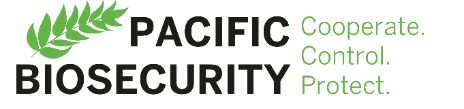 PACIFIC
BIOSECURITY
Cooperate.
Control.
Protect.